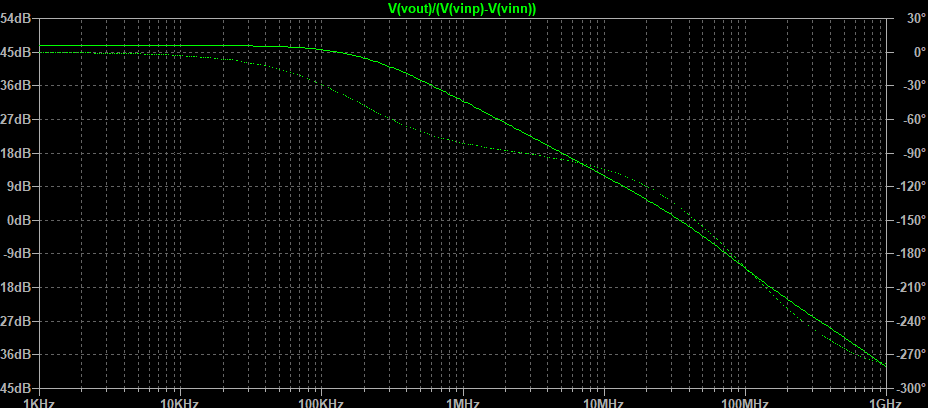 V(vout)/(V(vinp)-V(vinn))
54dB 30°
45dB 0°
36dB -30°
27dB -60°
18dB -90°
9dB -120°
0dB -150°
-9dB -180°
18dB -210°
27dB -240°
36dB -270°
45dB -300°
1KHz 10KHz 100KHz 1MHz 10MHz 100MHz 1GHz